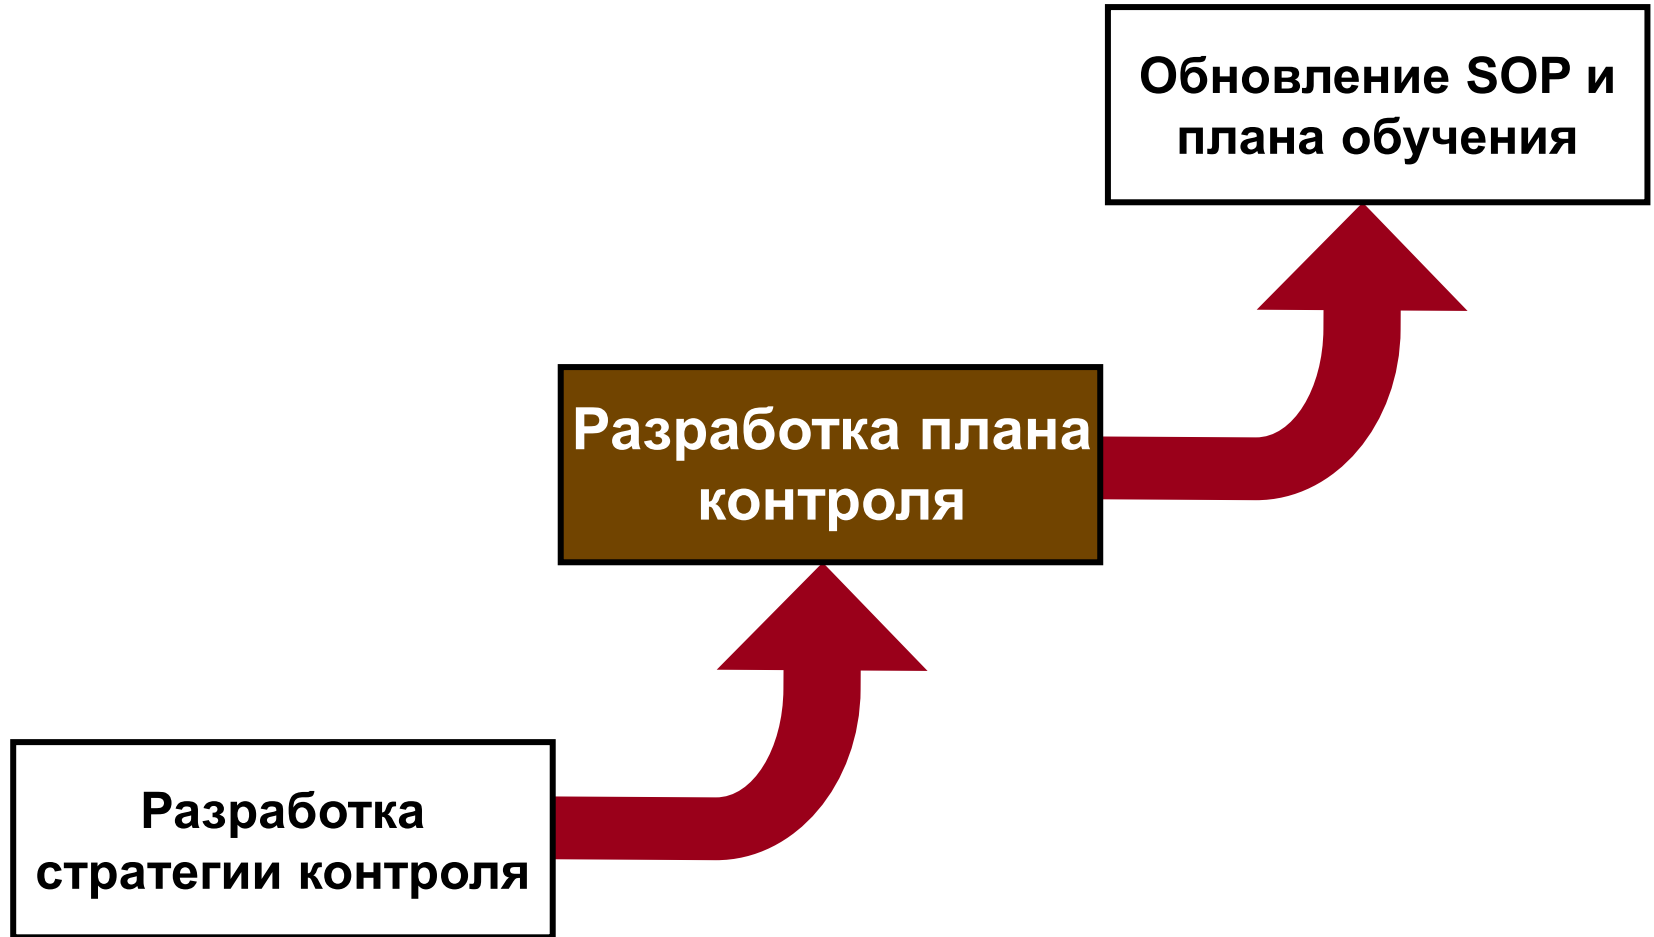 Обновление SOP и
плана обучения
Разработка плана
контроля
Разработка
стратегии контроля